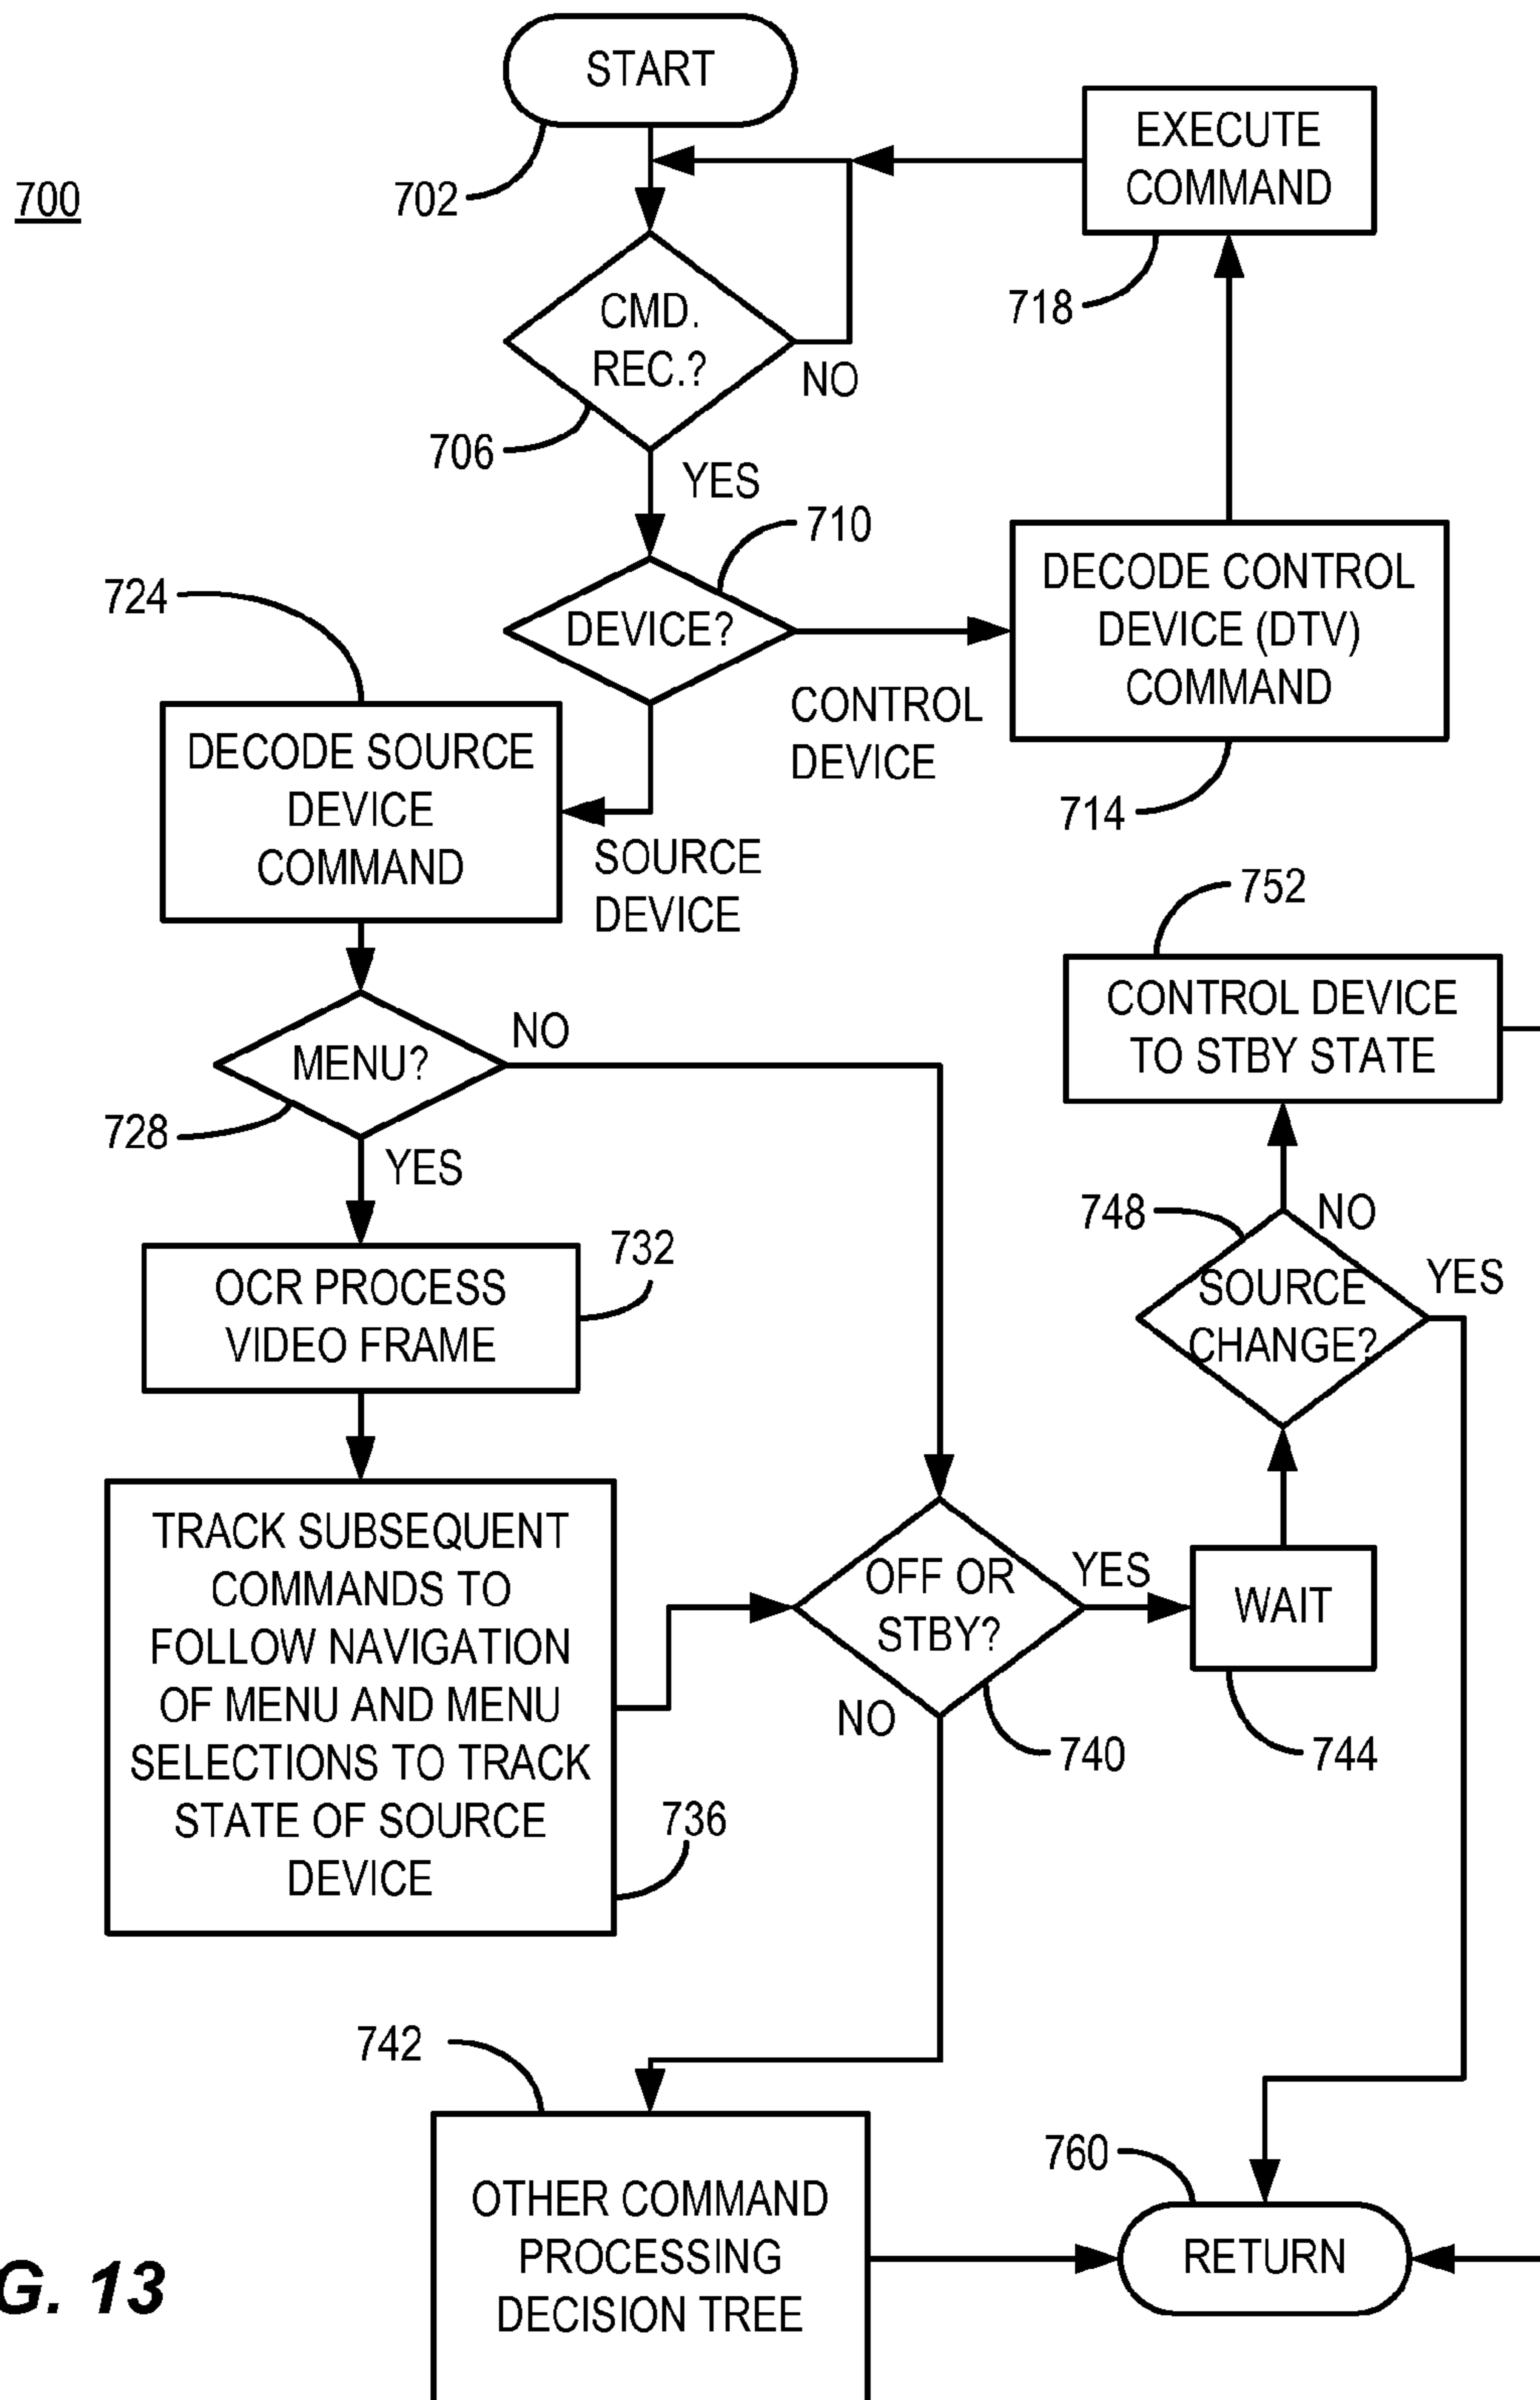 START
EXECUTE
COMMAND
700
702
718
CMD.
REC.?
NO
706
YES
710
724
DEVICE?
DECODE CONTROL
DEVICE (DTV)
COMMAND
CONTROL
DEVICE
714
DECODE SOURCE
DEVICE
COMMAND
SOURCE
DEVICE
752
CONTROL DEVICE
TO STBY STATE
MENU?
NO
728
YES
748
NO
SOURCE
CHANGE?
YES
732
OCR PROCESS
VIDEO FRAME
TRACK SUBSEQUENT
COMMANDS TO
FOLLOW NAVIGATION
OF MENU AND MENU
SELECTIONS TO TRACK
STATE OF SOURCE
DEVICE
736
OFF OR
STBY?
YES
WAIT
NO
740
744
742
760
OTHER COMMAND
PROCESSING
DECISION TREE
RETURN
G. 13